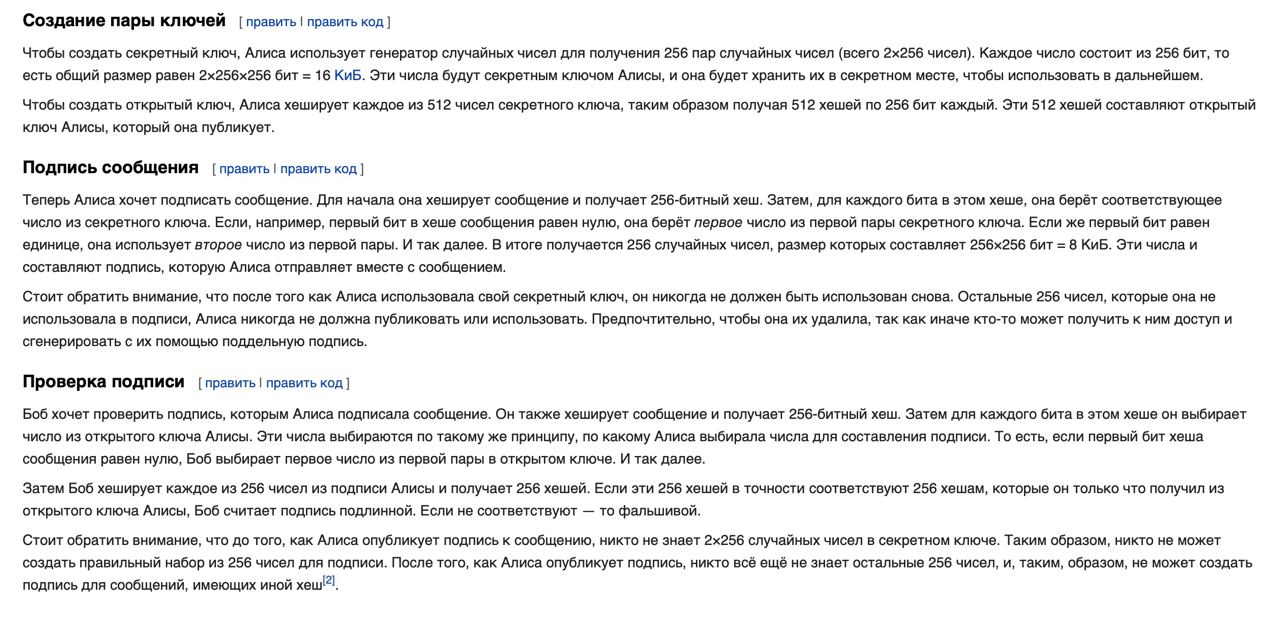 Создание пары ключей [ править | править код ]
Чтобы создать секретный ключ, Алиса использует генератор случайных чисел для получения 256 пар случайных чисел (всего 2×256 чисел). Каждое число состоит из 256 бит, то
есть общий размер равен 2×256×256 бит = 16 КиБ. Эти числа будут секретным ключом Алисы, и она будет хранить их в секретном месте, чтобы использовать в дальнейшем.
Чтобы создать открытый ключ, Алиса хеширует каждое из 512 чисел секретного ключа, таким образом получая 512 хешей по 256 бит каждый. Эти 512 хешей составляют открытый
ключ Алисы, который она публикует.
Подпись сообщения [ править | править код ]
Теперь Алиса хочет подписать сообщение. Для начала она хеширует сообщение и получает 256-битный хеш. Затем, для каждого бита в этом хеше, она берёт соответствующее
число из секретного ключа. Если, например, первый бит в хеше сообщения равен нулю, она берёт первое число из первой пары секретного ключа. Если же первый бит равен
единице, она использует второе число из первой пары. И так далее. В итоге получается 256 случайных чисел, размер которых составляет 256×256 бит = 8 КиБ. Эти числа и
составляют подпись, которую Алиса отправляет вместе с сообщением.
Стоит обратить внимание, что после того как Алиса использовала свой секретный ключ, он никогда не должен быть использован снова. Остальные 256 чисел, которые она не
использовала в подписи, Алиса никогда не должна публиковать или использовать. Предпочтительно, чтобы она их удалила, так как иначе кто-то может получить к ним доступ и
сгенерировать с их помощью поддельную подпись.
Проверка подписи [ править | править код ]
Боб хочет проверить подпись, которым Алиса подписала сообщение. Он также хеширует сообщение и получает 256-битный хеш. Затем для каждого бита в этом хеше он выбирает
число из открытого ключа Алисы. Эти числа выбираются по такому же принципу, по какому Алиса выбирала числа для составления подписи. То есть, если первый бит хеша
сообщения равен нулю, Боб выбирает первое число из первой пары в открытом ключе. И так далее.
Затем Боб хеширует каждое из 256 чисел из подписи Алисы и получает 256 хешей. Если эти 256 хешей в точности соответствуют 256 хешам, которые он только что получил из
открытого ключа Алисы, Боб считает подпись подлинной. Если не соответствуют — то фальшивой.
Стоит обратить внимание, что до того, как Алиса опубликует подпись к сообщению, никто не знает 2×256 случайных чисел в секретном ключе. Таким образом, никто не может
создать правильный набор из 256 чисел для подписи. После того, как Алиса опубликует подпись, никто всё ещё не знает остальные 256 чисел, и, таким, образом, не может создать
подпись для сообщений, имеющих иной хеш[2].